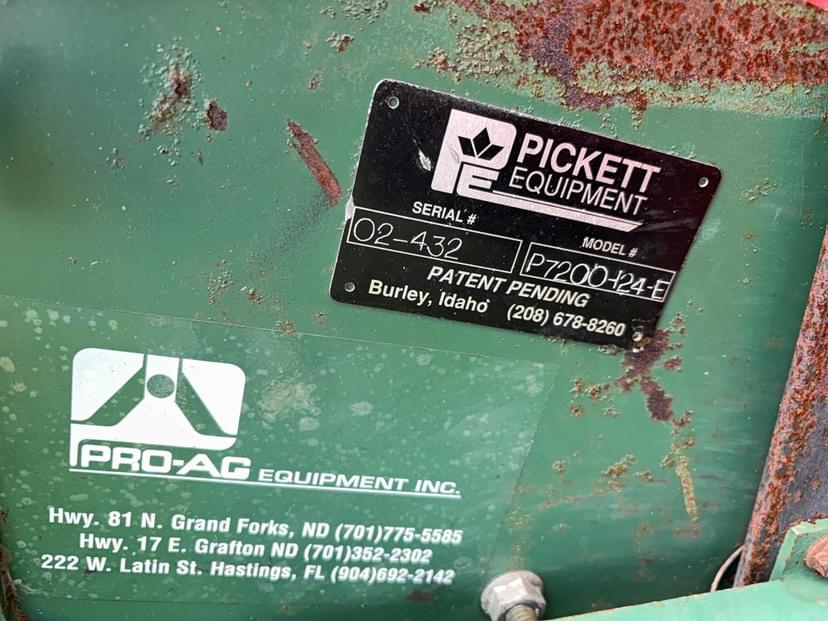 PE PICKETT
EQUIPMENT
SERIAL # MODEL #
02-432 P7200-124-E
PATENT PENDING
Burley, Idaho (208) 678-8260
PRO-AG EQUIPMENT INC.
Hwy. 81 N. Grand Forks, ND (701)775-5585
Hwy. 17 E. Grafton ND (701)352-2302
222 W. Latin St. Hastings, FL (904)692-2142